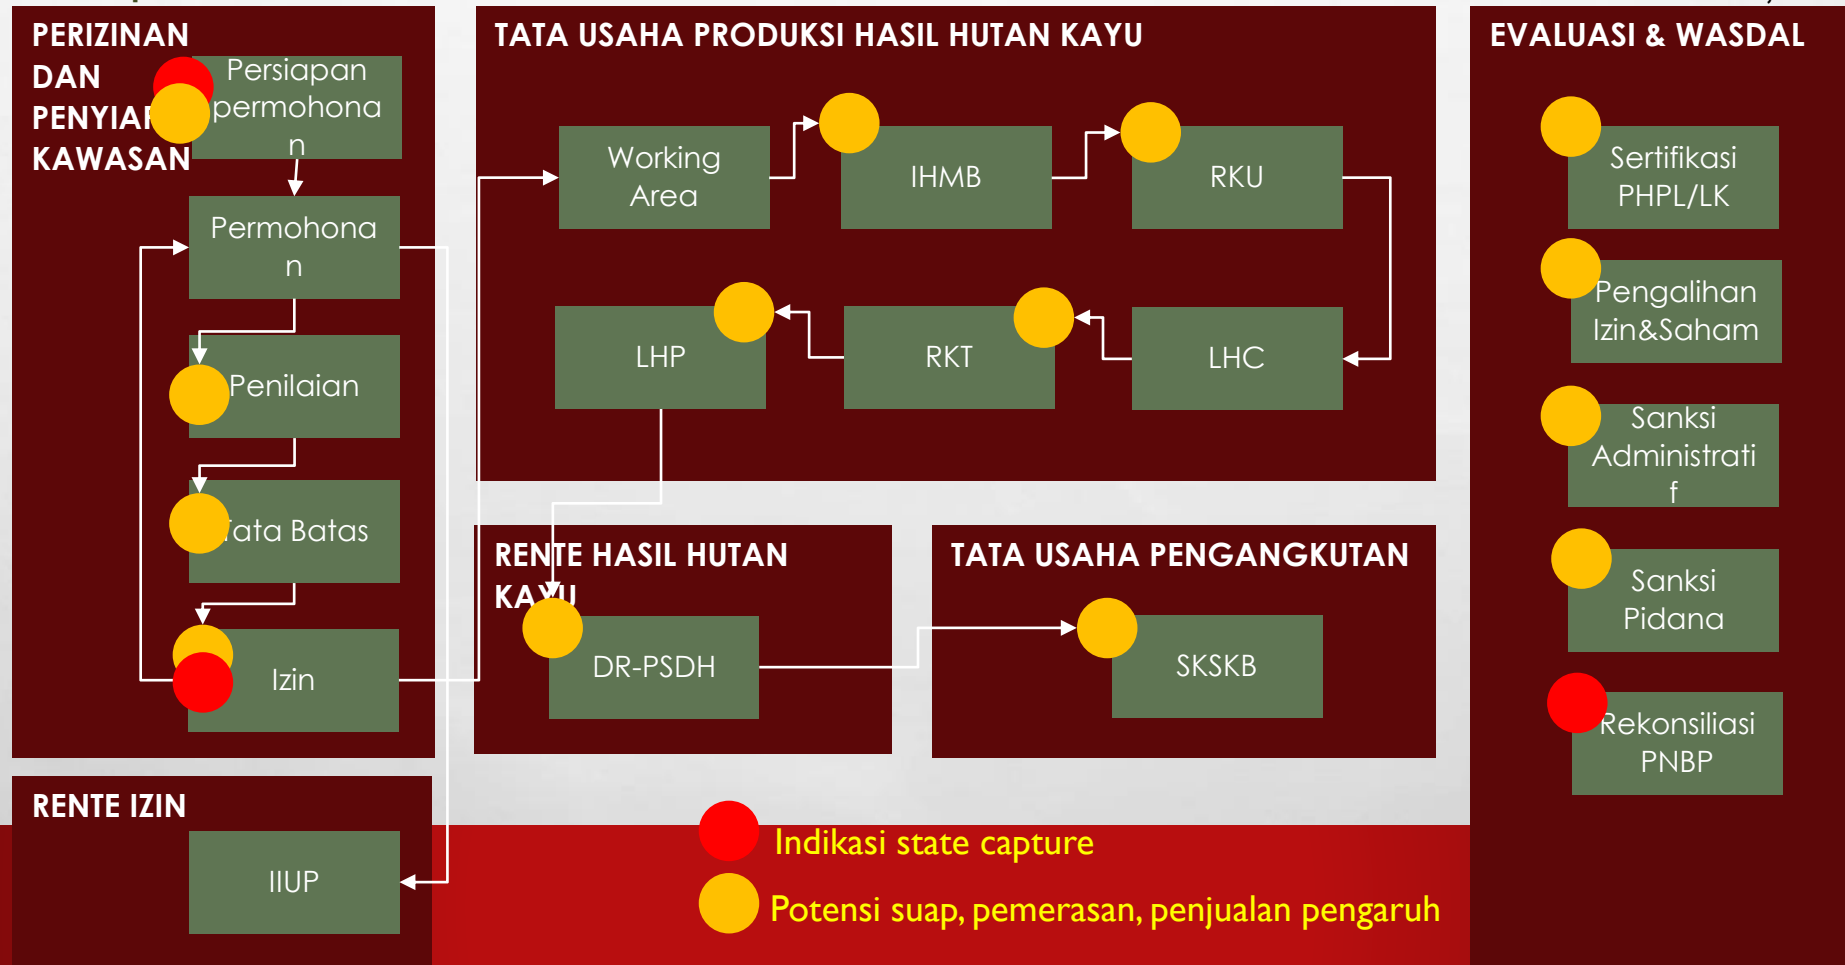 PERIZINAN
DAN
PENYIAP
KAWASAN
Persiapan
permohona
n
Permohona
n
Penilaian
Tata Batas
Izin
RENTE IZIN
IIUP
TATA USAHA PRODUKSI HASIL HUTAN KAYU
Working
Area
IHMB
RKU
LHP
RKT
LHC
RENTE HASIL HUTAN
KAYU
DR-PSDH
TATA USAHA PENGANGKUTAN
SKSKB
Indikasi state capture
Potensi suap, pemerasan, penjualan pengaruh
EVALUASI & WASDAL
Sertifikasi
PHPL/LK
Pengalihan
Izin&Saham
Sanksi
Administrati
f
Sanksi
Pidana
Rekonsiliasi
PNBP